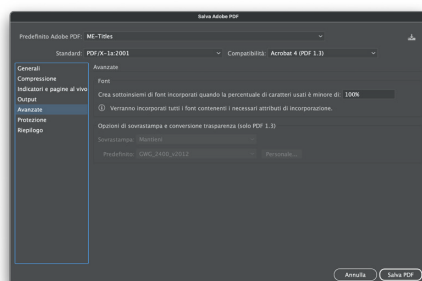 Salva Adobe PDF
Predefinito Adobe PDF: ME-Titles
Standard: PDF/X-1a:2001 Compatibilità: Acrobat 4 (PDF 1.3)
Generali
Compressione
Indicatori e pagine al vivo
Output
Avanzate
Protezione
Riepilogo
Avanzate
Font
Crea sottoinsiemi di font incorporati quando la percentuale di caratteri usati è minore di: 100%
Verranno incorporati tutti i font contenenti i necessari attributi di incorporazione.
Opzioni di sovrastampa e conversione trasparenza (solo PDF 1.3)
Sovrastampa: Mantieni
Predefinito: GWG_2400_v2012 Personale...
Annulla Salva PDF